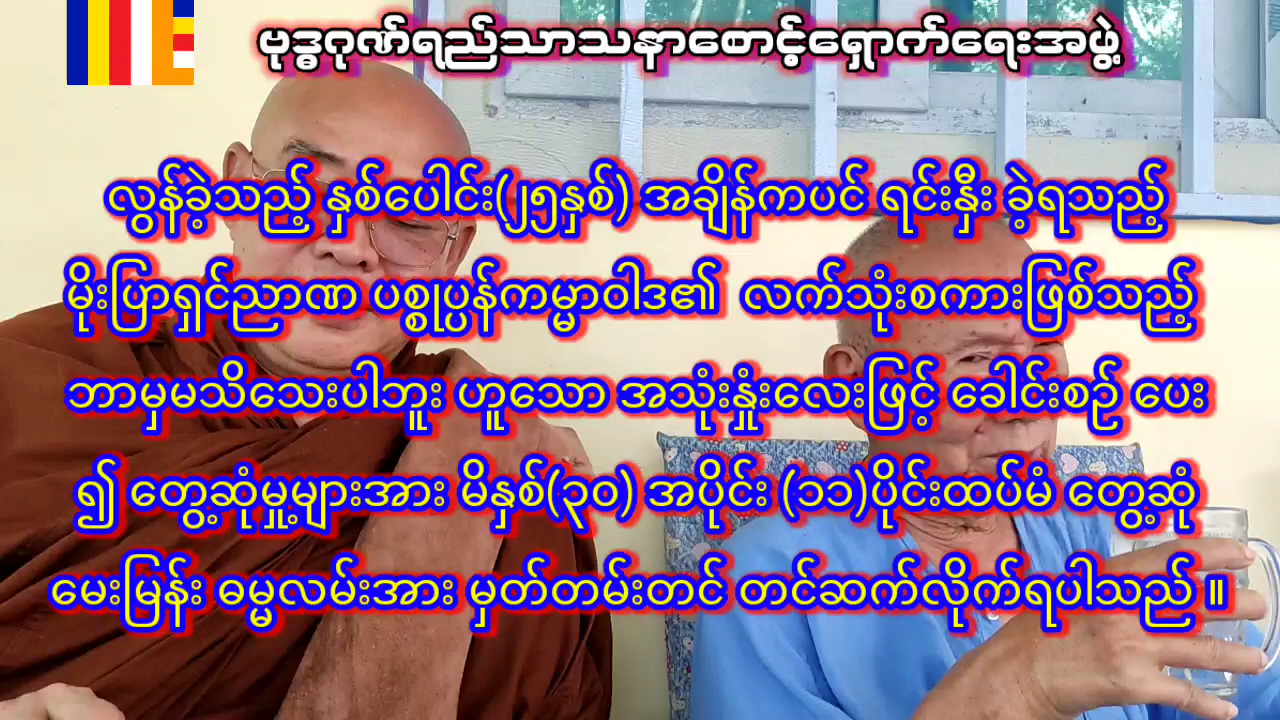 ဗုဒ္ဓဂုဏ်ရည်သာသနာစောင့်ရှောက်ရေးအဖွဲ့
လွန်ခဲ့သည့် နှစ်ပေါင်း(၂၅နှစ်) အချိန်ကပင် ရင်းနှီး ခဲ့ရသည့်
မိုးပြာရှင်ညာဏ ပစ္စုပ္ပန်ကမ္မာဝါဒ၏ လက်သုံးစကားဖြစ်သည့်
ဘာမှမသိသေးပါဘူး ဟူသော အသုံးနှုံးလေးဖြင့် ခေါင်းစဉ် ပေး
၍ တွေ့ဆုံမှု့များအား မိနှစ်(၃၀) အပိုင်း (၁၁)ပိုင်းထပ်မံ တွေ့ဆုံ
မေးမြန်း ဓမ္မလမ်းအား မှတ်တမ်းတင် တင်ဆက်လိုက်ရပါသည် ။